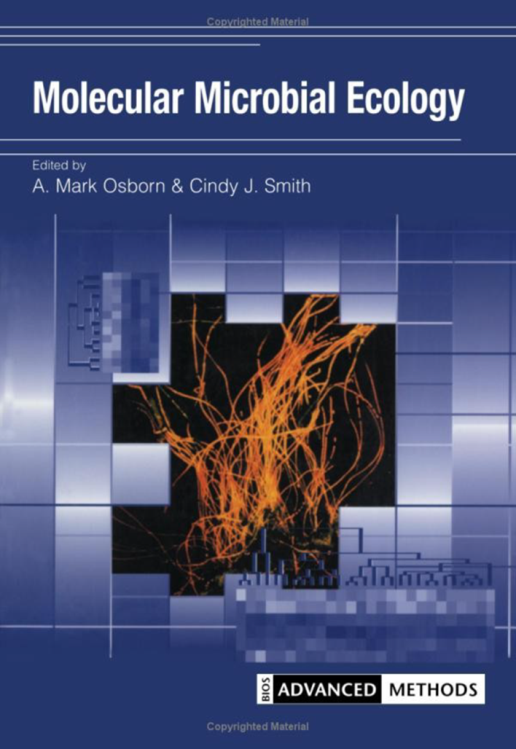 Copyrighted Material
Molecular Microbial Ecology
Edited by
A. Mark Osborn & Cindy J. Smith
BIOS ADVANCED METHODS
Copyrighted Material